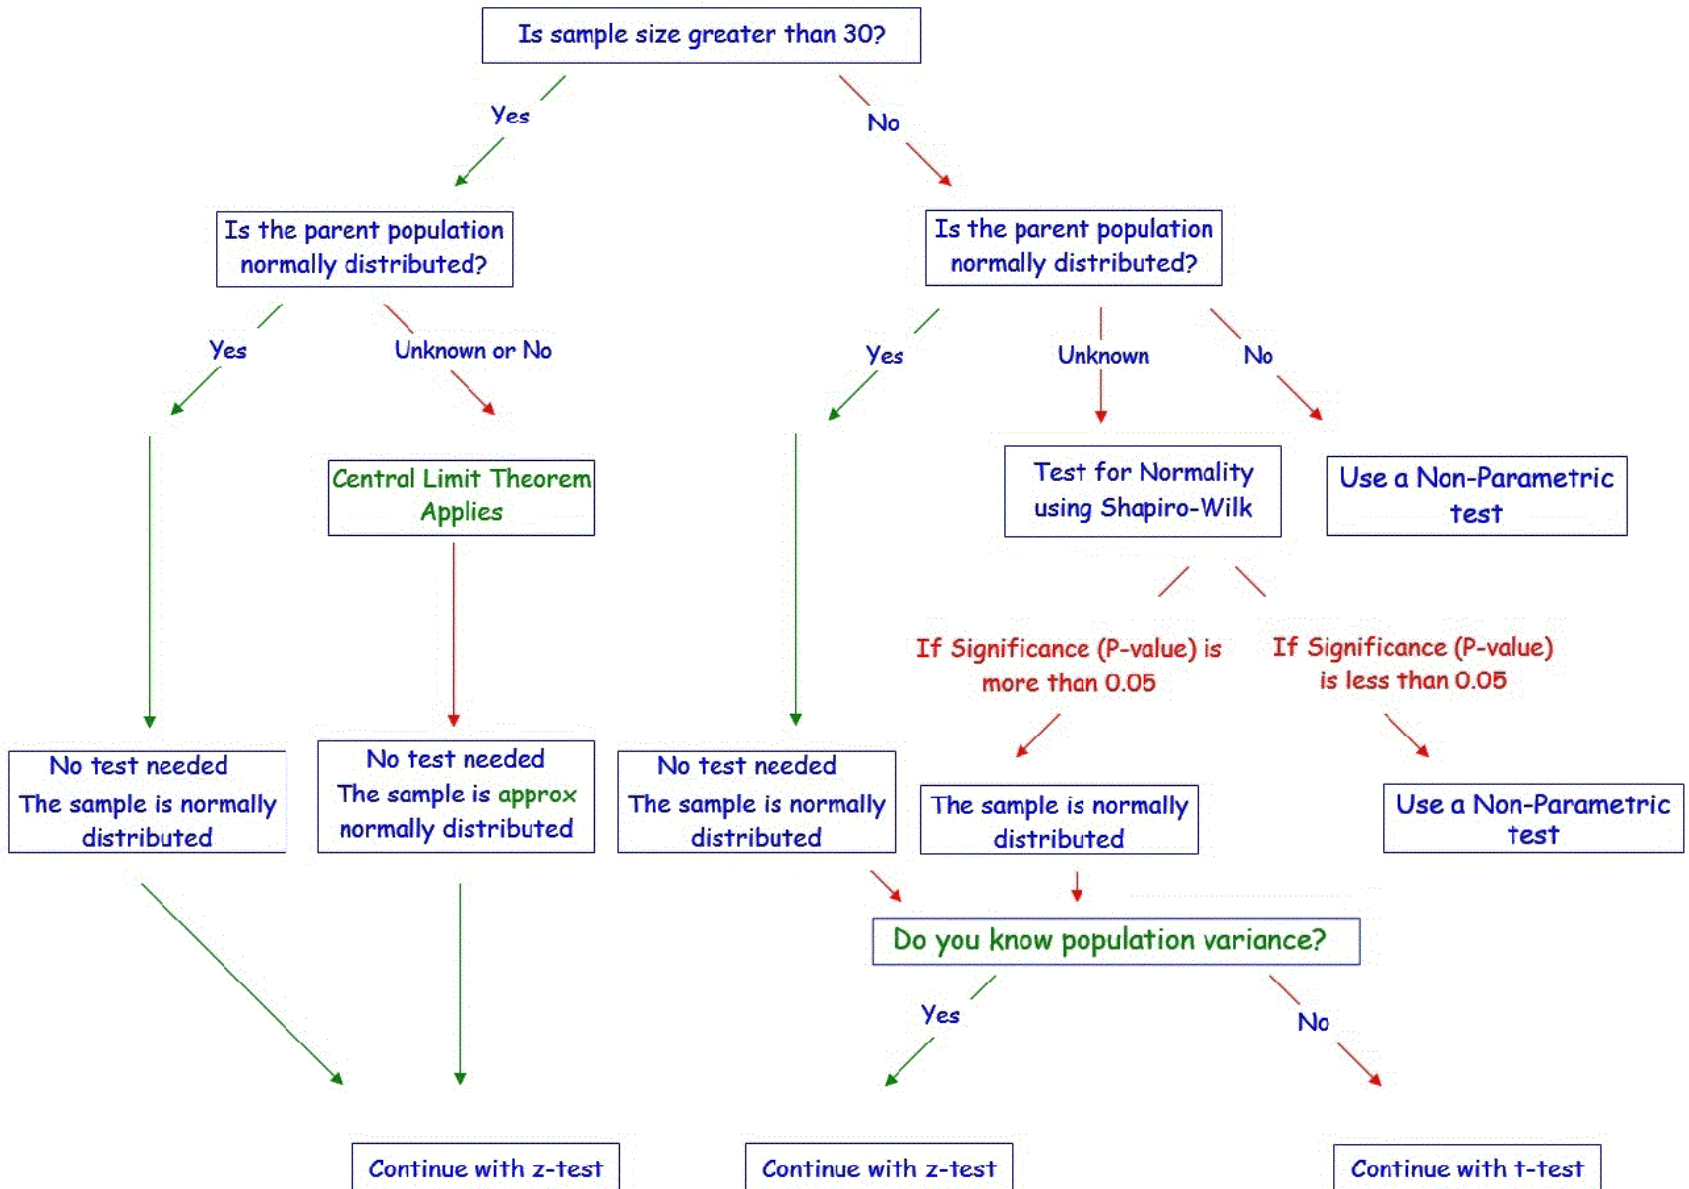 Is sample size greater than 30?
Yes
No
Is the parent population
normally distributed?
Is the parent population
normally distributed?
Yes
Unknown or No
Yes
Unknown
No
Central Limit Theorem
Applies
Test for Normality
using Shapiro-Wilk
Use a Non-Parametric
test
If Significance (P-value) is
more than 0.05
If Significance (P-value)
is less than 0.05
No test needed
The sample is normally
distributed
No test needed
The sample is approx
normally distributed
No test needed
The sample is normally
distributed
The sample is normally
distributed
Use a Non-Parametric
test
Do you know population variance?
Yes
No
Continue with z-test
Continue with z-test
Continue with t-test